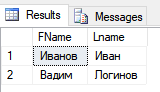 Results Messages
FName Lname
1 Иванов Иван
2 Вадим Логинов